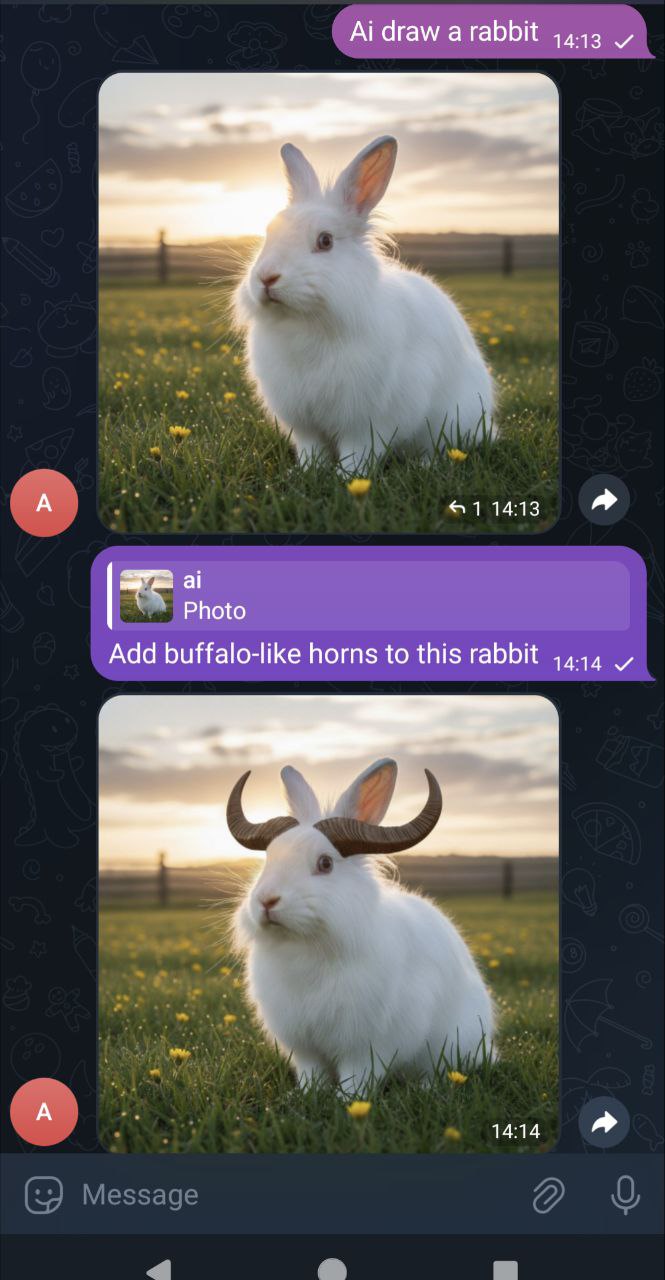 Ai draw a rabbit 14:13
1 14:13
A
ai
Photo
Add buffalo-like horns to this rabbit 14:14
14:14
A
Message